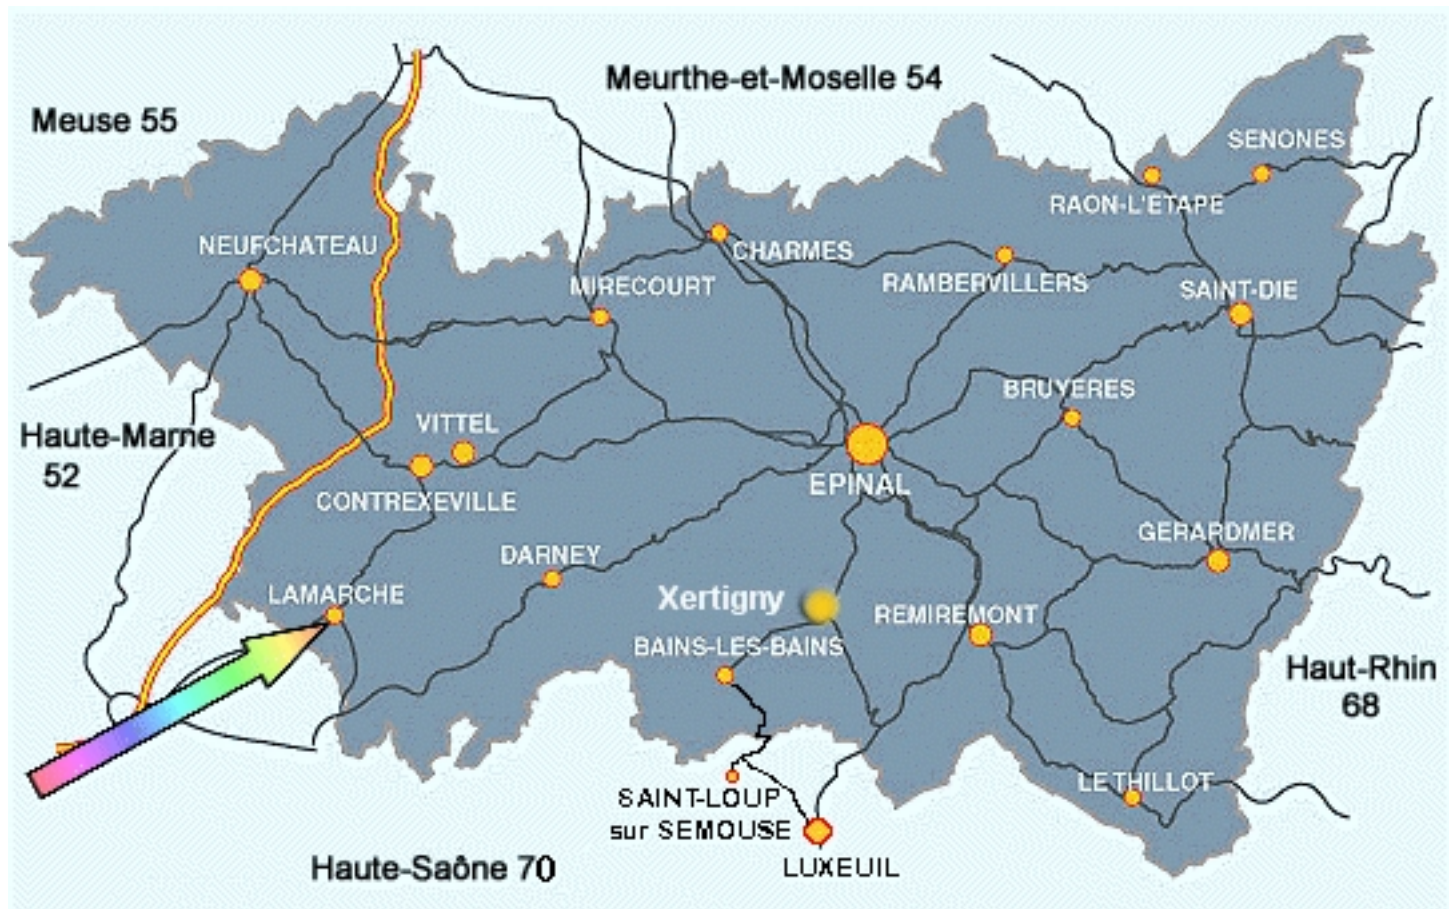 Meurthe-et-Moselle 54
Meuse 55
SENONES
RAON-L'ETAPE
NEUFCHATEAU
CHARMES
MIRECOURT
RAMBERVILLERS
SAINT-DIE
BRUYERES
VITTEL
Haute-Marne
52
EPINAL
CONTREXEVILLE
GERARDMER
DARNEY
LAMARCHE
Xertigny
REMIREMONT
BAINS-LES-BAINS
Haut-Rhin
68
LE THILLOT
SAINT-LOUP
sur SEMOUSE
LUXEUIL
Haute-Saône 70